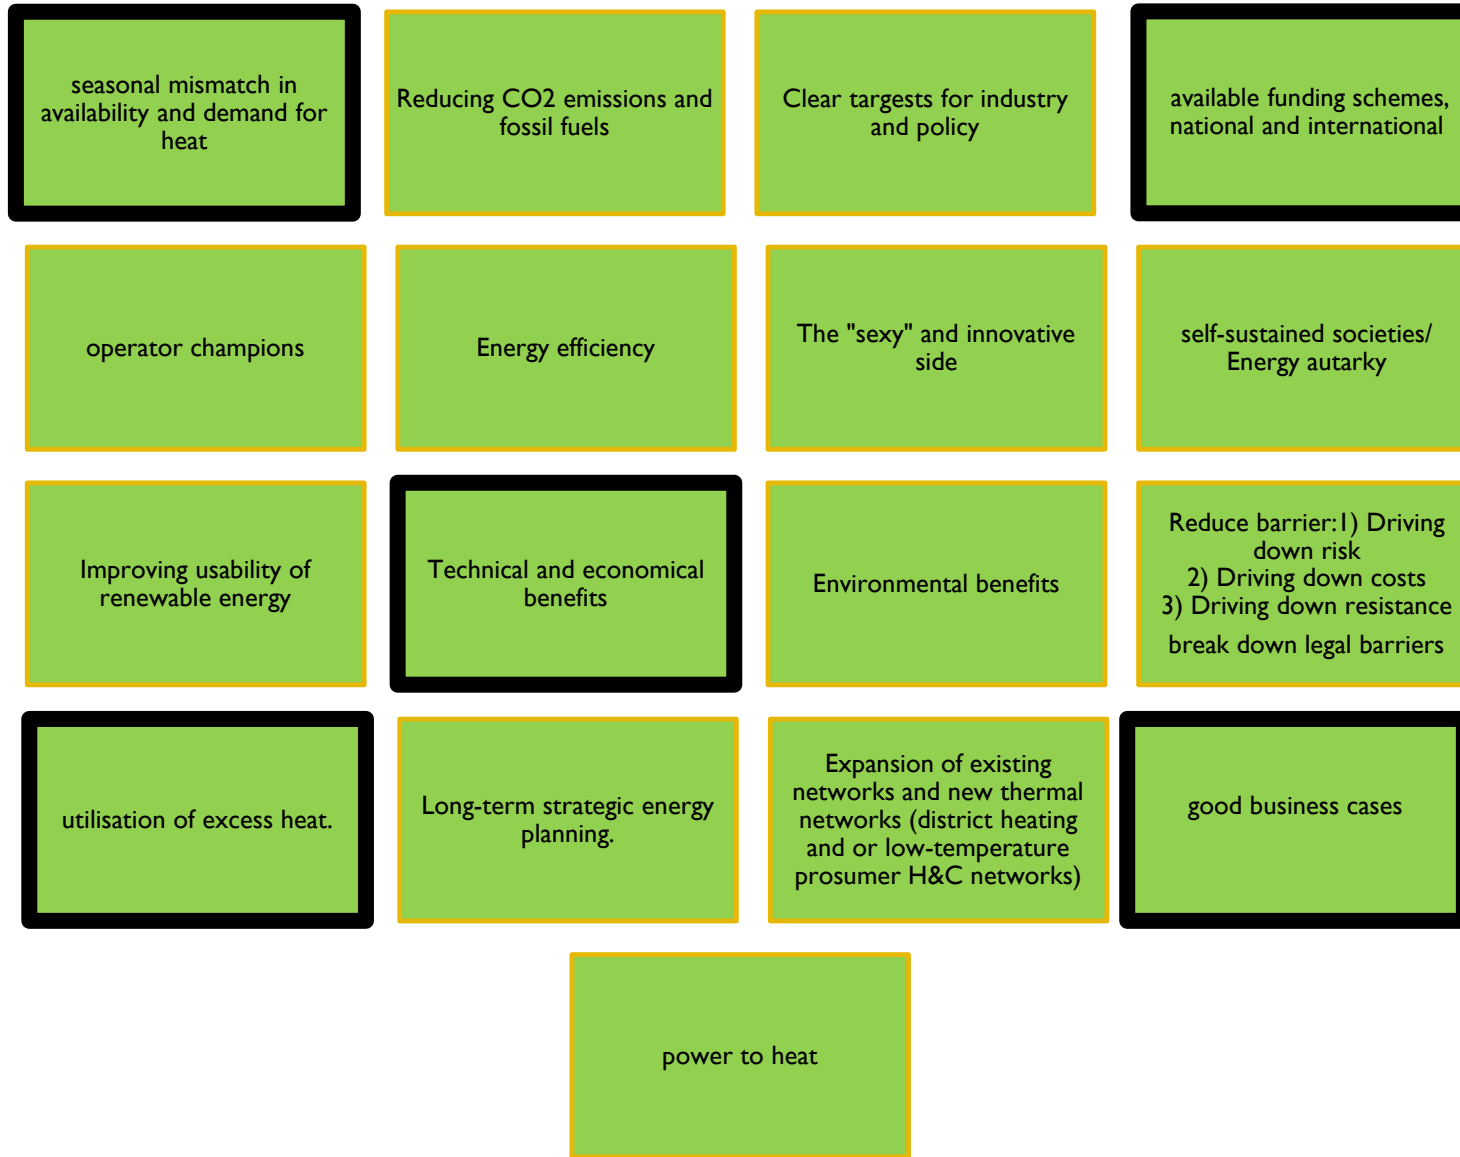 seasonal mismatch in
availability and demand for
heat
Reducing CO2 emissions and
fossil fuels
Clear targests for industry
and policy
available funding schemes,
national and international
operator champions
Energy efficiency
The "sexy" and innovative
side
self-sustained societies/
Energy autarky
Improving usability of
renewable energy
Technical and economical
benefits
Environmental benefits
Reduce barrier:1) Driving
down risk
2) Driving down costs
3) Driving down resistance
break down legal barriers
utilisation of excess heat.
Long-term strategic energy
planning.
Expansion of existing
networks and new thermal
networks (district heating
and or low-temperature
prosumer H&C networks)
good business cases
power to heat